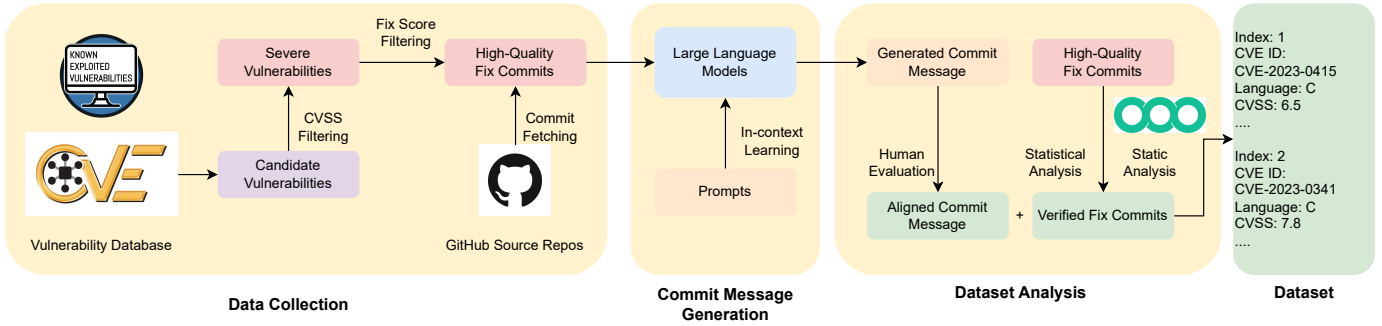 KNOWN
EXPLOITED
VULNERABILITIES
CVE
Vulnerability Database
Candidate
Vulnerabilities
CVSS
Filtering
Severe
Vulnerabilities
Fix Score
Filtering
High-Quality
Fix Commits
Commit
Fetching
GitHub Source Repos
Data Collection
Large Language
Models
In-context
Learning
Prompts
Commit Message
Generation
Generated Commit
Message
Human
Evaluation
Aligned Commit
Message
+
High-Quality
Fix Commits
Statistical
Analysis
Static
Analysis
Verified Fix Commits
Dataset Analysis
Index: 1
CVE ID:
CVE-2023-0415
Language: C
CVSS: 6.5
....
Index: 2
CVE ID:
CVE-2023-0341
Language: C
CVSS: 7.8
....
Dataset